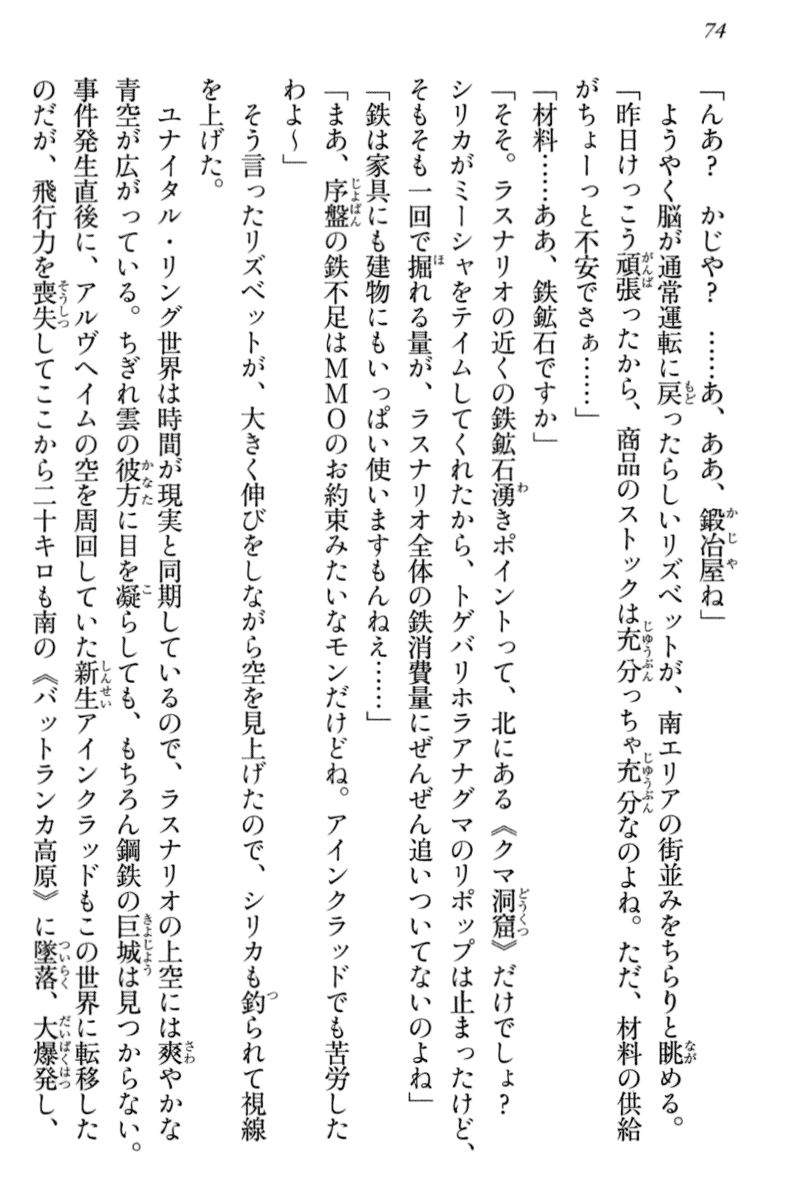 74
「んあ？　かじや？　……あ、ああ、鍛冶屋ね」
　ようやく脳が通常運転に戻ったらしいリズベットが、南エリアの街並みをちらりと眺める。
「昨日けっこう頑張ったから、商品のストックは充分っちゃ充分なのよね。ただ、材料の供給
がちょーっと不安でさぁ……」
「材料……ああ、鉄鉱石ですか」
「そそ。ラスナリオの近くの鉄鉱石湧きポイントって、北にある《クマ洞窟》だけでしょ？
シリカがミーシャをテイムしてくれたから、トゲバリホラアナグマのリポップは止まったけど、
そもそも一回で掘れる量が、ラスナリオ全体の鉄消費量にぜんぜん追いついてないのよね」
「鉄は家具にも建物にもいっぱい使いますもんねえ……」
「まあ、序盤の鉄不足はＭＭＯのお約束みたいなモンだけどね。アインクラッドでも苦労した
わよ〜」
　そう言ったリズベットが、大きく伸びをしながら空を見上げたので、シリカも釣られて視線
を上げた。
　ユナイタル・リング世界は時間が現実と同期しているので、ラスナリオの上空には爽やかな
青空が広がっている。ちぎれ雲の彼方に目を凝らしても、もちろん鋼鉄の巨城は見つからない。
事件発生直後に、アルヴヘイムの空を周回していた新生アインクラッドもこの世界に転移した
のだが、飛行力を喪失してここから二十キロも南の《バットランカ高原》に墜落、大爆発し、